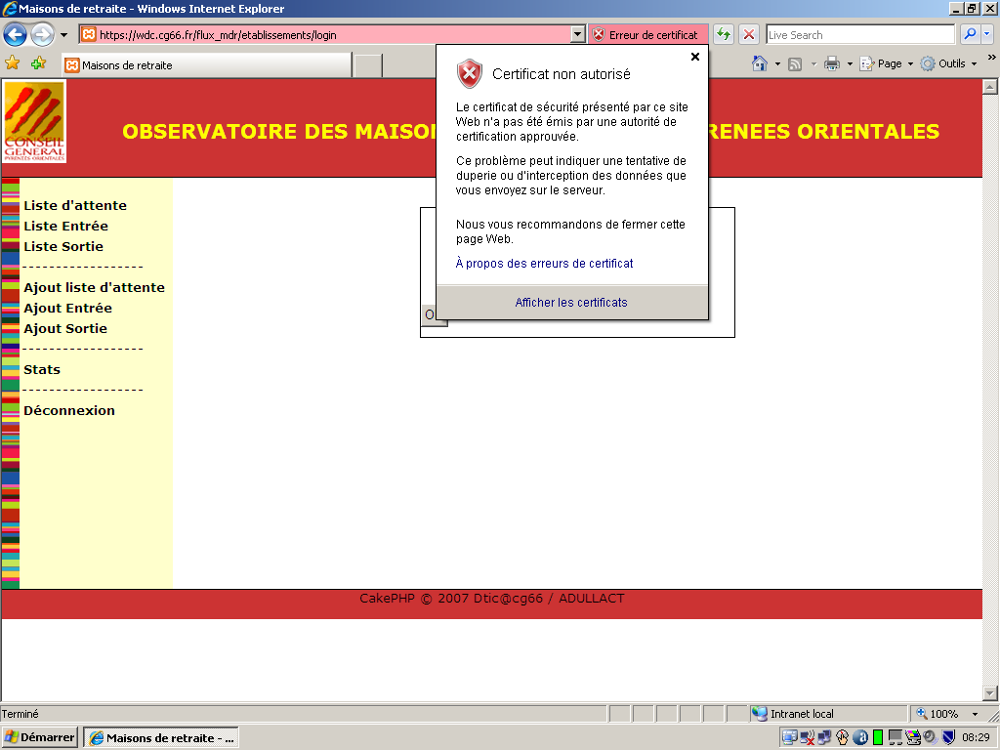 Maisons de retraite - Windows Internet Explorer
https://wdc.cg66.fr/flux_mdr/etablissements/login
Erreur de certificat
Live Search
Maisons de retraite
Page
Outils
»
CONSEIL
GENERAL
PYRENEES ORIENTALES
OBSERVATOIRE DES MAISON
RENEES ORIENTALES
Certificat non autorisé
Le certificat de sécurité présenté par ce site
Web n'a pas été émis par une autorité de
certification approuvée.
Ce problème peut indiquer une tentative de
duperie ou d'interception des données que
vous envoyez sur le serveur.
Nous vous recommandons de fermer cette
page Web.
À propos des erreurs de certificat
Afficher les certificats
Liste d'attente
Liste Entrée
Liste Sortie
------------------
Ajout liste d'attente
Ajout Entrée
Ajout Sortie
------------------
Stats
------------------
Déconnexion
CakePHP © 2007 Dtic@cg66 / ADULLACT
Terminé
Intranet local
100%
Démarrer
Maisons de retraite - ...
08:29